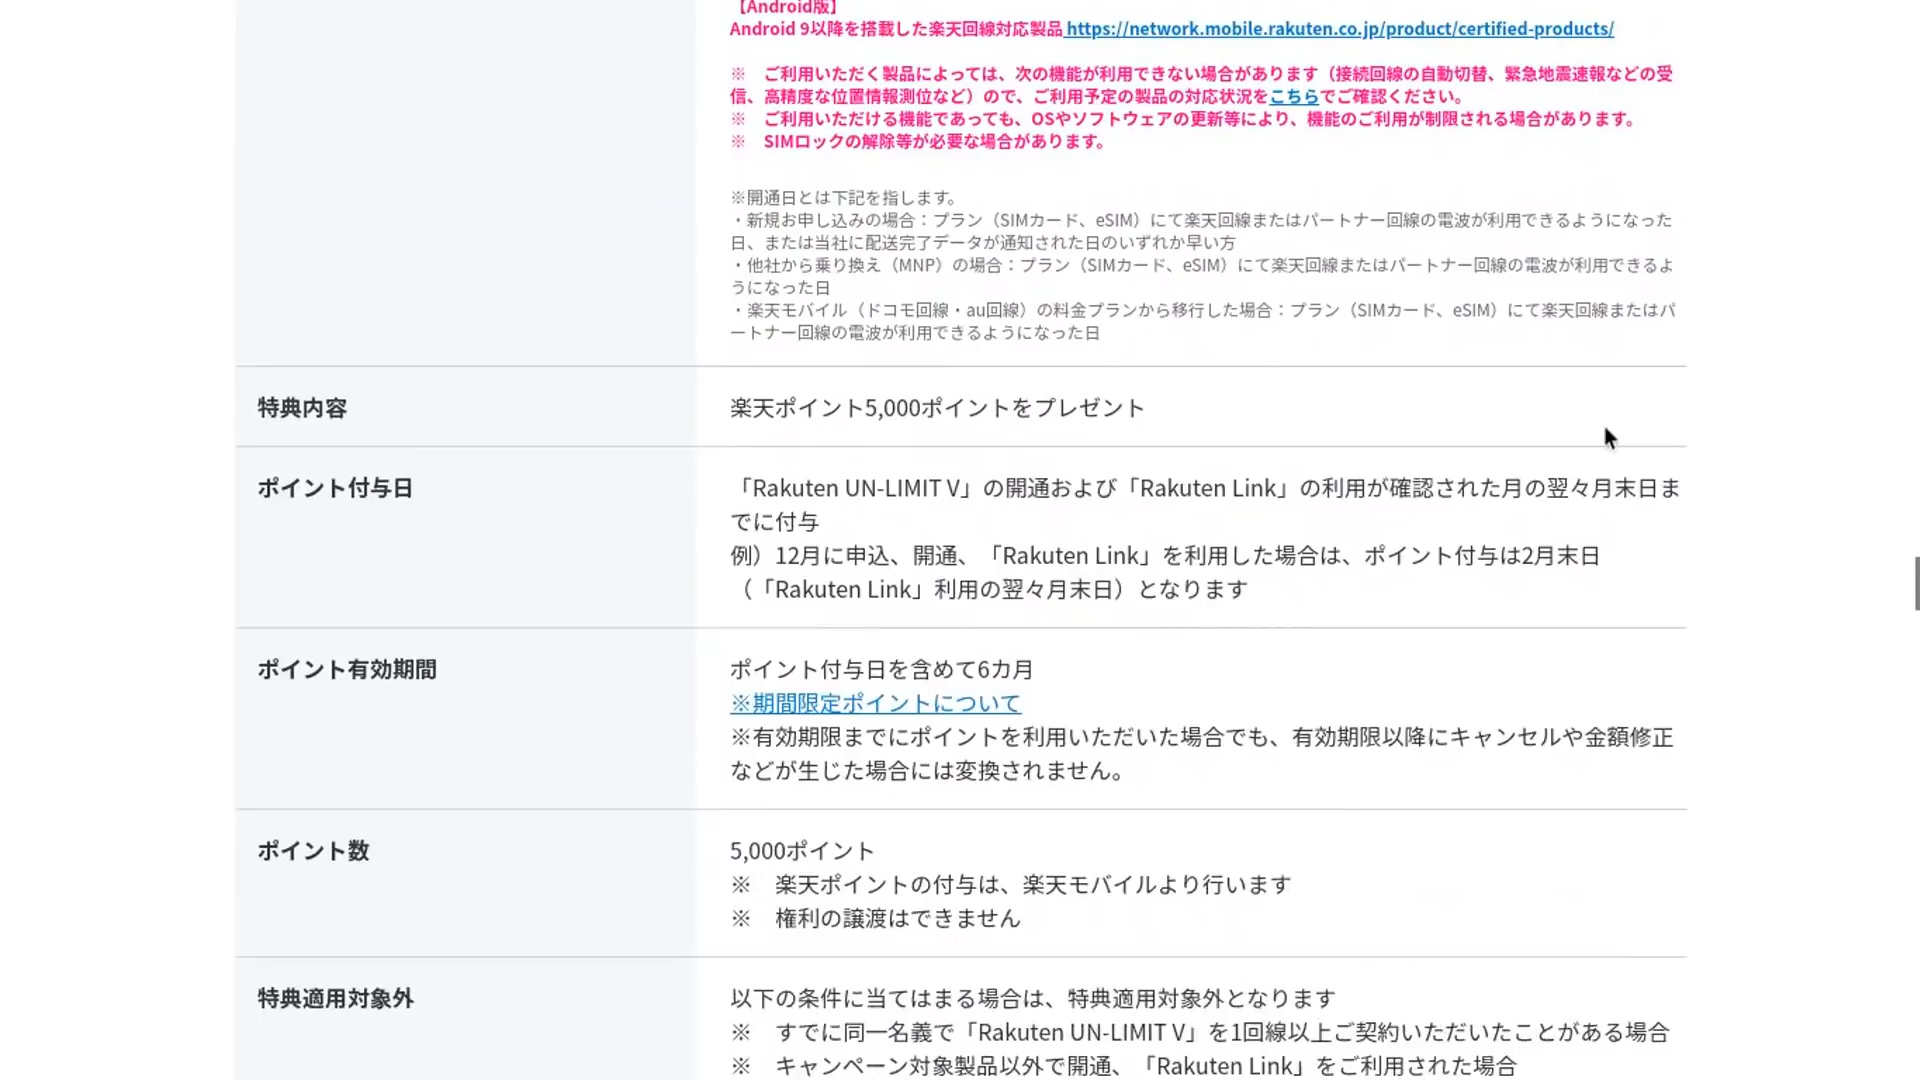 【Android版】
Android 9以降を搭載した楽天回線対応製品 https://network.mobile.rakuten.co.jp/product/certified-products/
※　ご利用いただく製品によっては、次の機能が利用できない場合があります（接続回線の自動切替、緊急地震速報などの受
信、高精度な位置情報測位など）ので、ご利用予定の製品の対応状況をこちらでご確認ください。
※　ご利用いただける機能であっても、OSやソフトウェアの更新等により、機能のご利用が制限される場合があります。
※　SIMロックの解除等が必要な場合があります。
※開通日とは下記を指します。
・新規お申し込みの場合：プラン（SIMカード、eSIM）にて楽天回線またはパートナー回線の電波が利用できるようになった
日、または当社に配送完了データが通知された日のいずれか早い方
・他社から乗り換え（MNP）の場合：プラン（SIMカード、eSIM）にて楽天回線またはパートナー回線の電波が利用できるよ
うになった日
・楽天モバイル（ドコモ回線・au回線）の料金プランから移行した場合：プラン（SIMカード、eSIM）にて楽天回線またはパ
ートナー回線の電波が利用できるようになった日
特典内容
楽天ポイント5,000ポイントをプレゼント
ポイント付与日
「Rakuten UN-LIMIT V」の開通および「Rakuten Link」の利用が確認された月の翌々月末日ま
でに付与
例）12月に申込、開通、「Rakuten Link」を利用した場合は、ポイント付与は2月末日
（「Rakuten Link」利用の翌々月末日）となります
ポイント有効期間
ポイント付与日を含めて6カ月
※期間限定ポイントについて
※有効期限までにポイントを利用いただいた場合でも、有効期限以降にキャンセルや金額修正
などが生じた場合には変換されません。
ポイント数
5,000ポイント
※　楽天ポイントの付与は、楽天モバイルより行います
※　権利の譲渡はできません
特典適用対象外
以下の条件に当てはまる場合は、特典適用対象外となります
※　すでに同一名義で「Rakuten UN-LIMIT V」を1回線以上ご契約いただいたことがある場合
※　キャンペーン対象製品以外で開通、「Rakuten Link」をご利用された場合